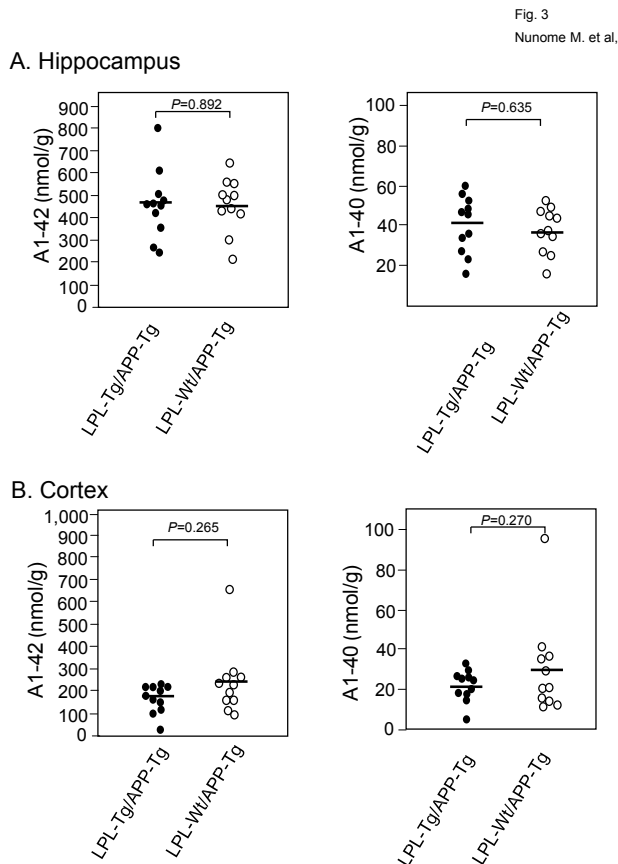 Fig. 3
Nunome M. et al,
A. Hippocampus
A1-42 (nmol/g)
900
800
700
600
500
400
300
200
100
0
P=0.892
LPL-Tg/APP-Tg
LPL-Wt/APP-Tg
A1-40 (nmol/g)
100
80
60
40
20
P=0.635
LPL-Tg/APP-Tg
LPL-Wt/APP-Tg
B. Cortex
A1-42 (nmol/g)
1,000
900
800
700
600
500
400
300
200
100
0
P=0.265
LPL-Tg/APP-Tg
LPL-Wt/APP-Tg
A1-40 (nmol/g)
100
80
60
40
20
0
P=0.270
LPL-Tg/APP-Tg
LPL-Wt/APP-Tg